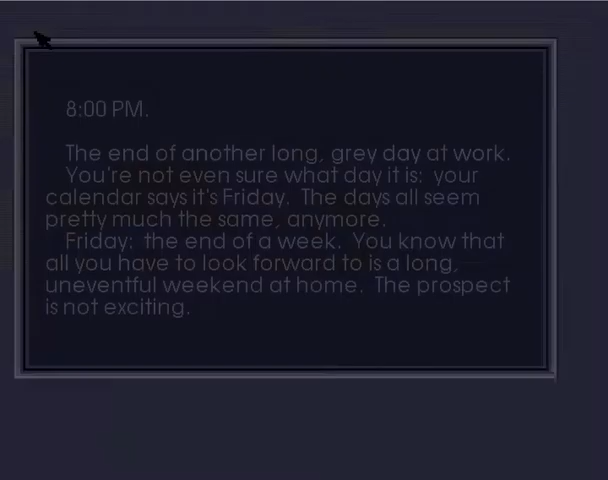 8:00 PM.
The end of another long, grey day at work.
You're not even sure what day it is: your
calendar says it's Friday. The days all seem
pretty much the same, anymore.
Friday: the end of a week. You know that
all you have to look forward to is a long,
uneventful weekend at home. The prospect
is not exciting.